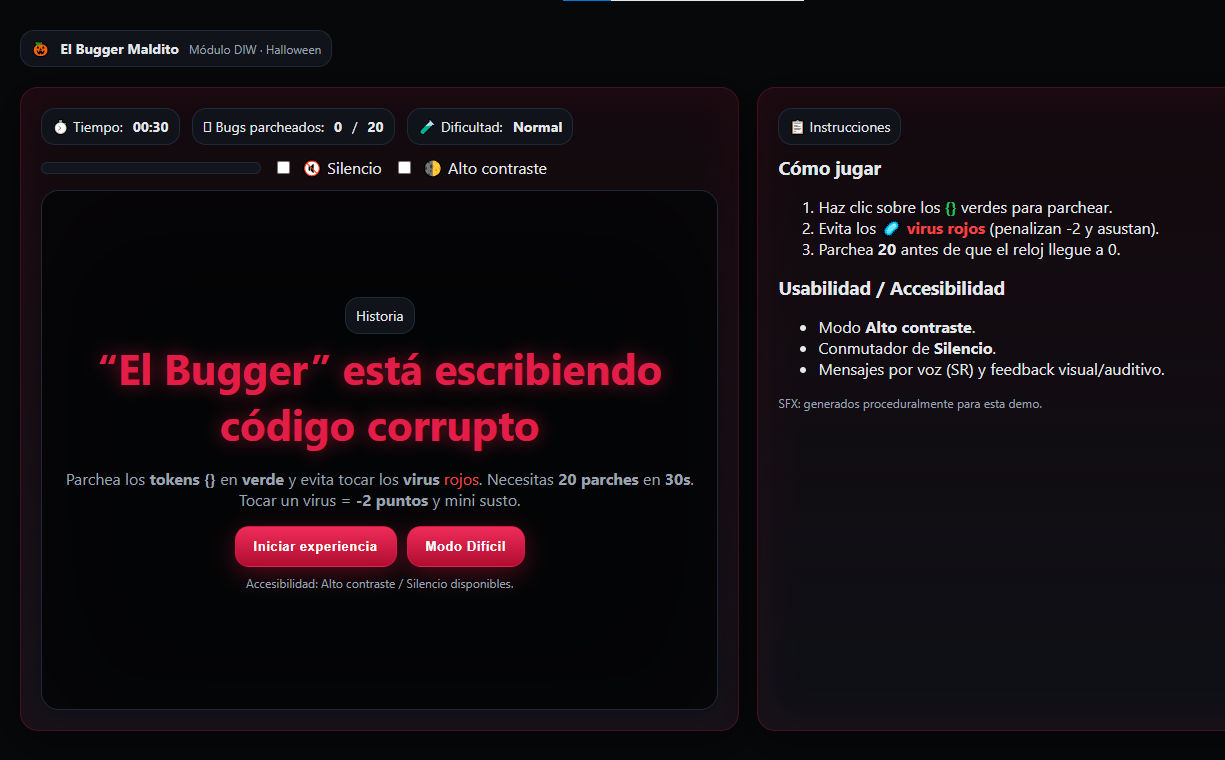 El Bugger Maldito Módulo DIW · Halloween
Tiempo: 00:30
Bugs parcheados: 0 / 20
Dificultad: Normal
Silencio
Alto contraste
Historia
“El Bugger” está escribiendo
código corrupto
Parchea los tokens {} en verde y evita tocar los virus rojos. Necesitas 20 parches en 30s.
Tocar un virus = -2 puntos y mini susto.
Iniciar experiencia
Modo Difícil
Accesibilidad: Alto contraste / Silencio disponibles.
Instrucciones
Cómo jugar
1. Haz clic sobre los {} verdes para parchear.
2. Evita los virus rojos (penalizan -2 y asustan).
3. Parchea 20 antes de que el reloj llegue a 0.
Usabilidad / Accesibilidad
• Modo Alto contraste.
• Conmutador de Silencio.
• Mensajes por voz (SR) y feedback visual/auditivo.
SFX: generados proceduralmente para esta demo.